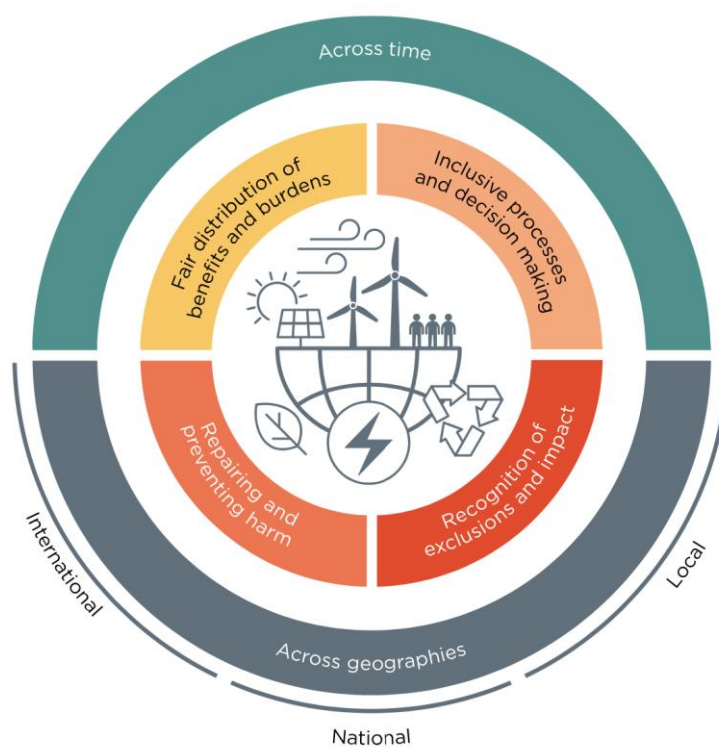 Across time
Fair distribution of
benefits and burdens
Inclusive processes
and decision making
Repairing and
preventing harm
Recognition of
exclusions and impact
Across geographies
International
National
Local